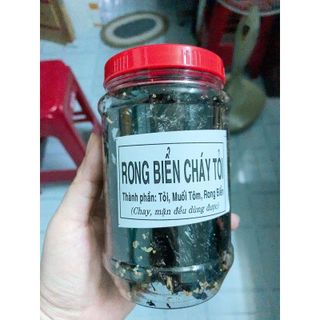 RONG BIỂN CHÁY TỎI
Thành phần: Tỏi, Muối Tôm, Rong Biển
(Chay, mặn đều dùng được)